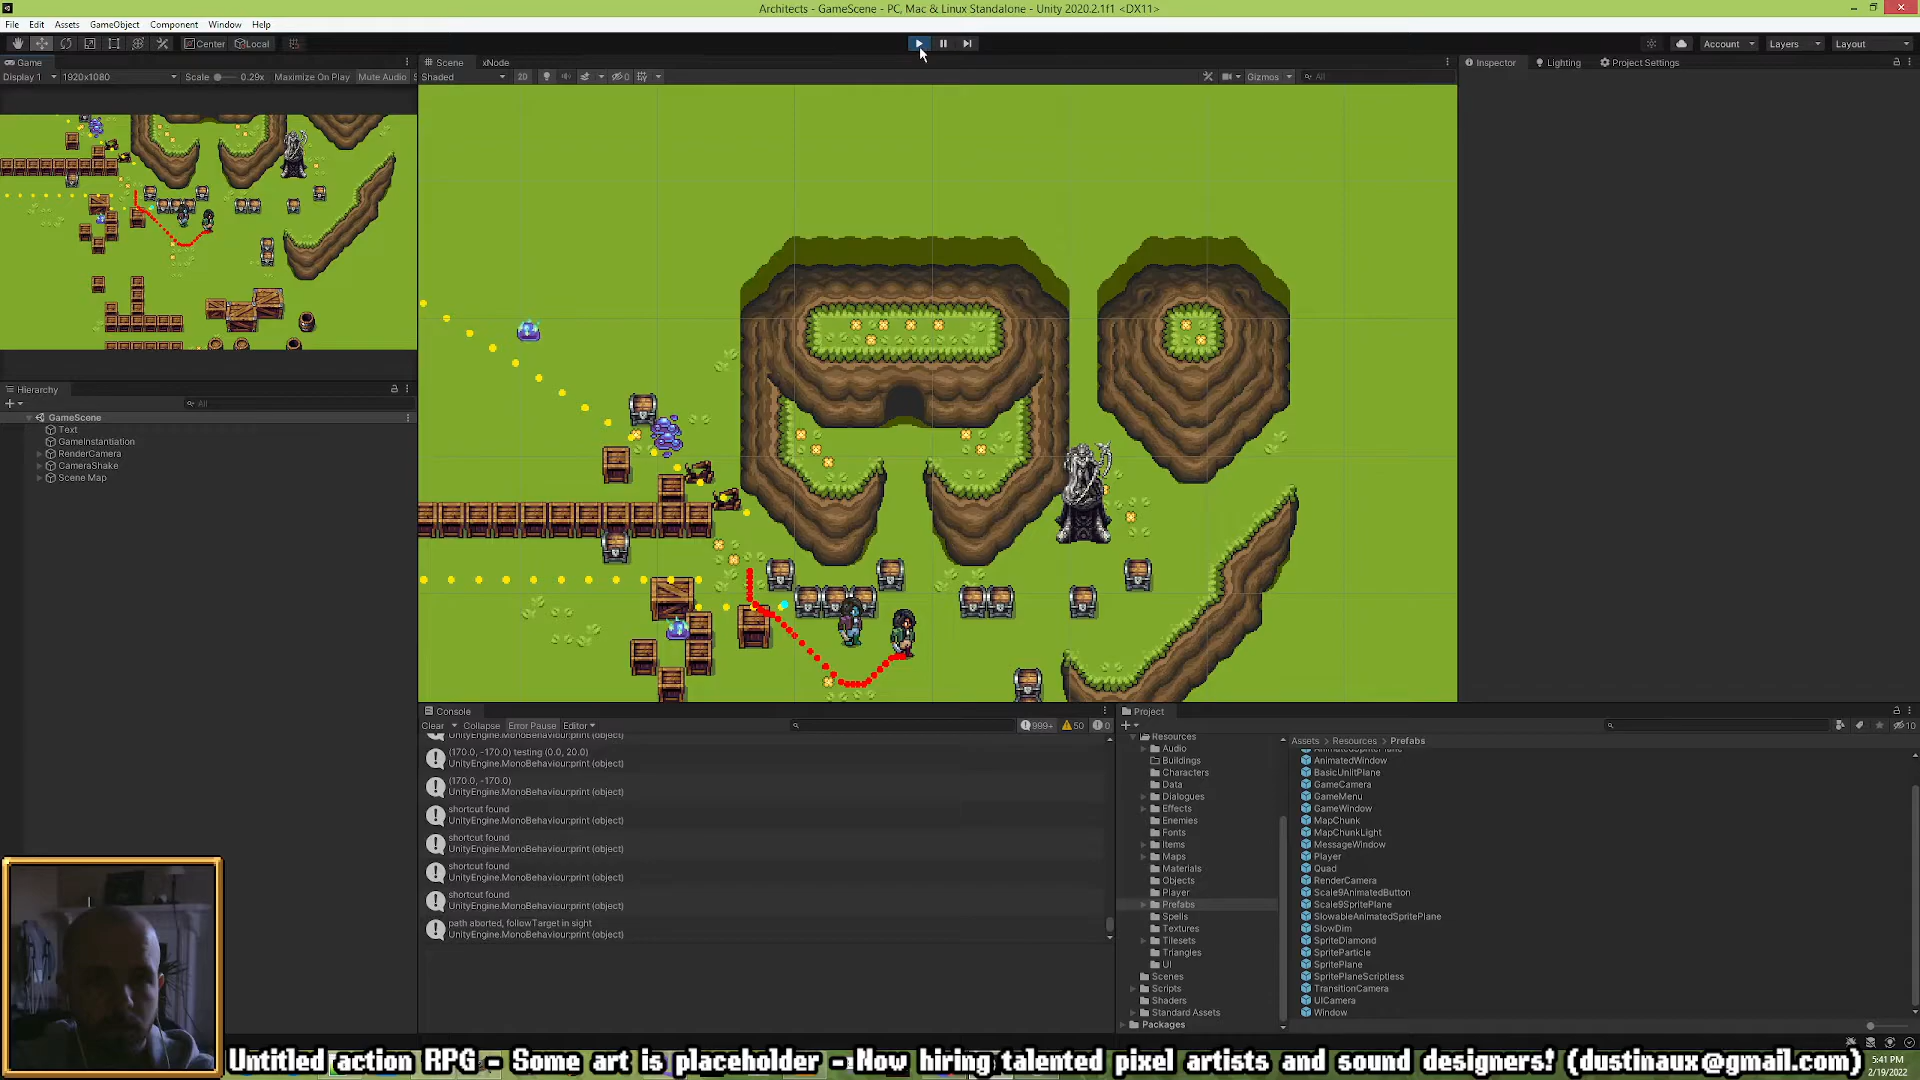 Architects - GameScene - PC, Mac & Linux Standalone - Unity 2020.2.1f1 <DX11>
File Edit Assets GameObject Component Window Help
Center Local
Account Layers Layout
Game
Display 1 1920x1080 Scale 0.29x Maximize On Play Mute Audio
Scene xNode
Shaded 2D 0 Gizmos All
Inspector Lighting Project Settings
Hierarchy
All
GameScene
Text
GameInstantiation
RenderCamera
CameraShake
Scene Map
Console
Clear Collapse Error Pause Editor 999+ 50 0
UnityEngine.MonoBehaviour:print (object)
(170.0, -170.0) testing (0.0, 20.0)
UnityEngine.MonoBehaviour:print (object)
(170.0, -170.0)
UnityEngine.MonoBehaviour:print (object)
shortcut found
UnityEngine.MonoBehaviour:print (object)
shortcut found
UnityEngine.MonoBehaviour:print (object)
shortcut found
UnityEngine.MonoBehaviour:print (object)
shortcut found
UnityEngine.MonoBehaviour:print (object)
path aborted, followTarget in sight
UnityEngine.MonoBehaviour:print (object)
Project
10
Resources
Audio
Buildings
Characters
Data
Dialogues
Effects
Enemies
Fonts
Items
Maps
Materials
Objects
Player
Prefabs
Spells
Textures
Tilesets
Triangles
UI
Scenes
Scripts
Shaders
Standard Assets
Packages
Assets Resources Prefabs
AnimatedSpritePlane
AnimatedWindow
BasicUnlitPlane
GameCamera
GameMenu
GameWindow
MapChunk
MapChunkLight
MessageWindow
Player
Quad
RenderCamera
Scale9AnimatedButton
Scale9SpritePlane
SlowableAnimatedSpritePlane
SlowDim
SpriteDiamond
SpriteParticle
SpritePlane
SpritePlaneScriptless
TransitionCamera
UICamera
Window
Untitled action RPG - Some art is placeholder - Now hiring talented pixel artists and sound designers! (dustinaux@gmail.com)
5:41 PM
2/19/2022